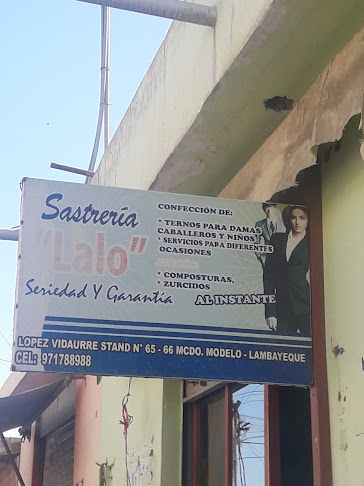 Sastrería
"Lalo"
Seriedad Y Garantía
CONFECCIÓN DE:
* TERNOS PARA DAMAS
CABALLEROS Y NIÑOS
* SERVICIOS PARA DIFERENTES
OCASIONES
* COMPOSTURAS,
* ZURCIDOS
AL INSTANTE
LOPEZ VIDAURRE STAND N° 65 - 66 MCDO. MODELO - LAMBAYEQUE
CEL: 971788988